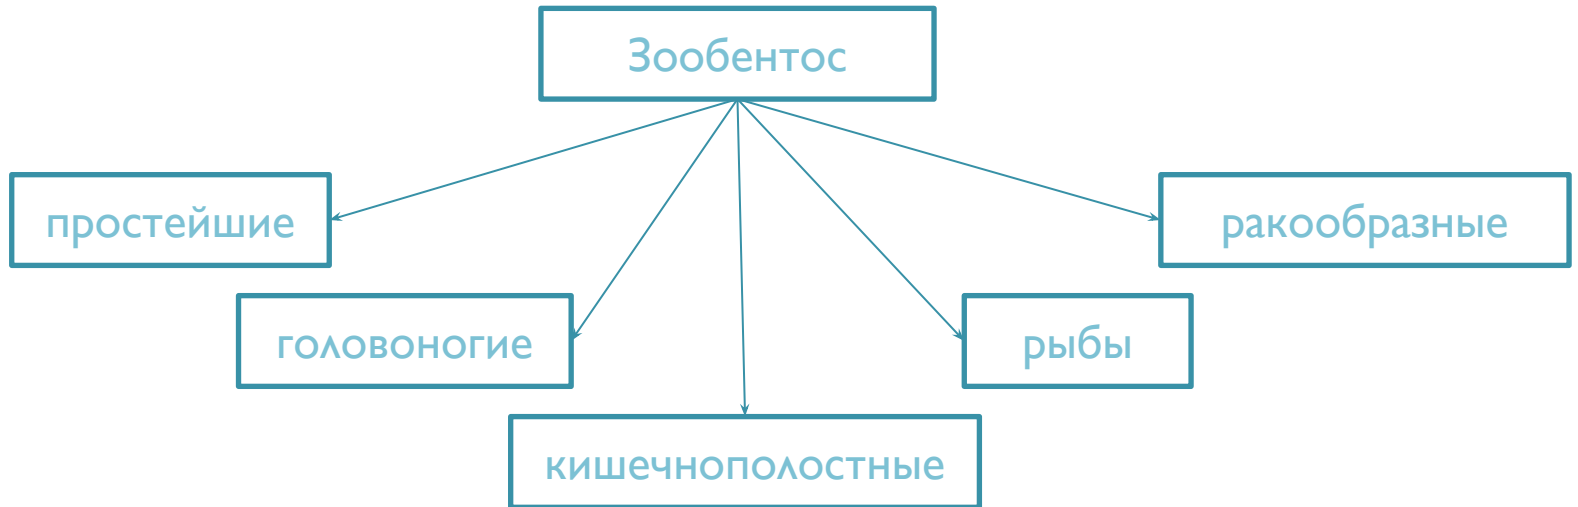 Зообентос
простейшие
ракообразные
головоногие
рыбы
кишечнополостные